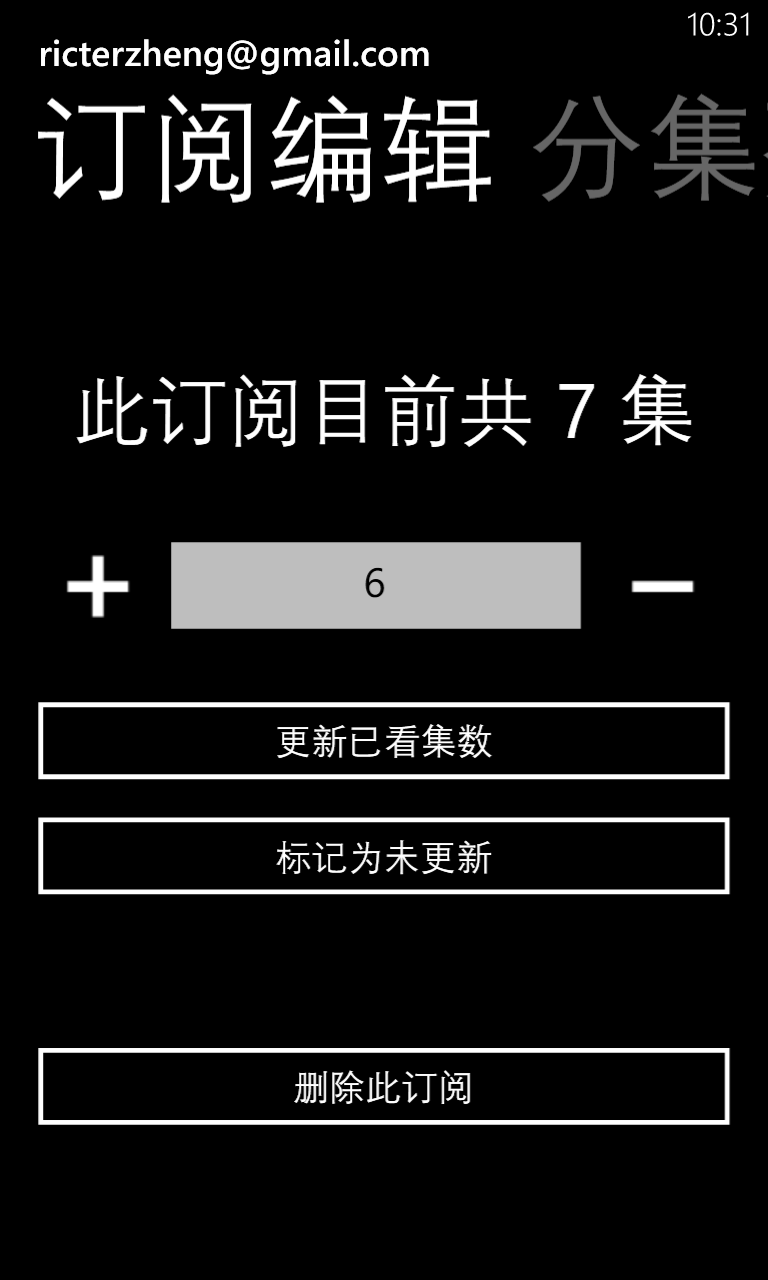 10:31
ricterzheng@gmail.com
订阅编辑 分集
此订阅目前共 7 集
+ 6 −
更新已看集数
标记为未更新
删除此订阅